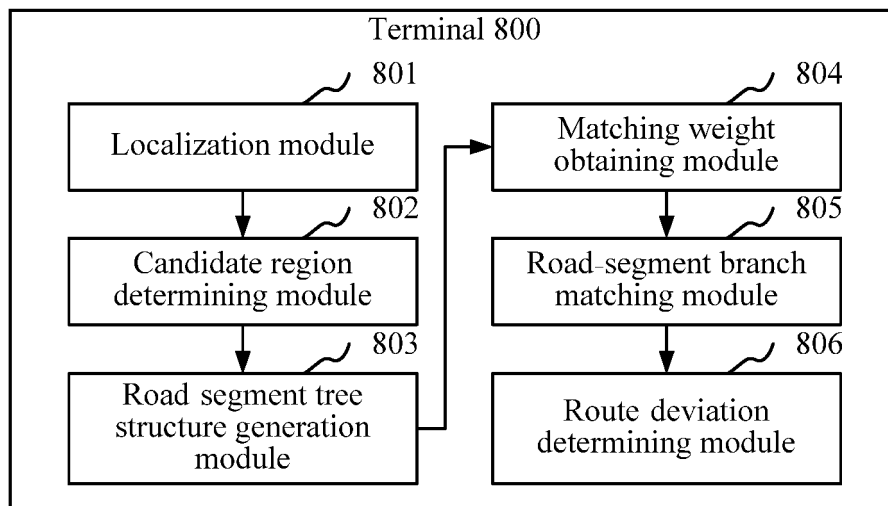 Terminal 800
801
Localization module
802
Candidate region
determining module
803
Road segment tree
structure generation
module
804
Matching weight
obtaining module
805
Road-segment branch
matching module
806
Route deviation
determining module